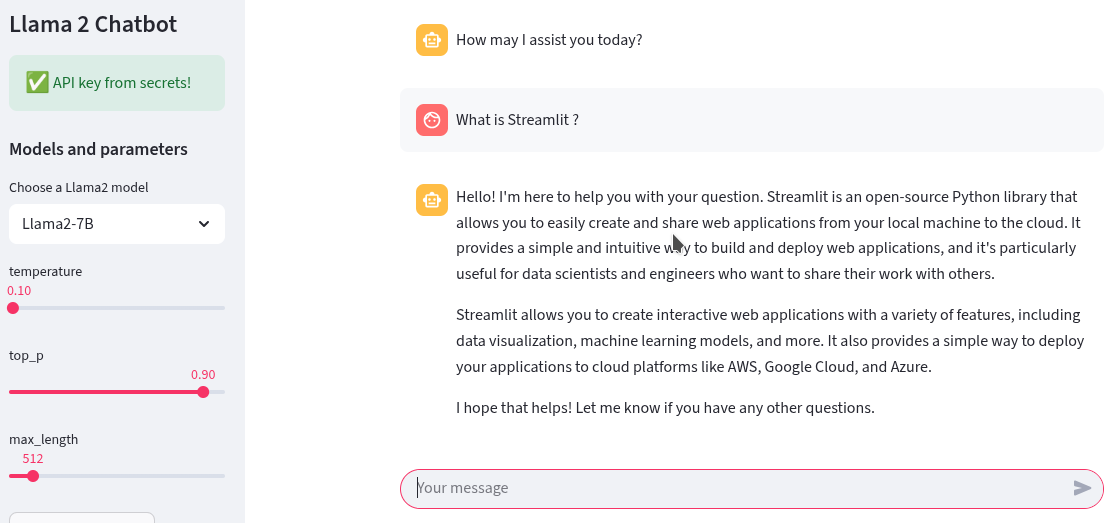 Llama 2 Chatbot
✅ API key from secrets!
Models and parameters
Choose a Llama2 model
Llama2-7B
temperature
0.10
top_p
0.90
max_length
512
How may I assist you today?
What is Streamlit ?
Hello! I'm here to help you with your question. Streamlit is an open-source Python library that
allows you to easily create and share web applications from your local machine to the cloud. It
provides a simple and intuitive way to build and deploy web applications, and it's particularly
useful for data scientists and engineers who want to share their work with others.
Streamlit allows you to create interactive web applications with a variety of features, including
data visualization, machine learning models, and more. It also provides a simple way to deploy
your applications to cloud platforms like AWS, Google Cloud, and Azure.
I hope that helps! Let me know if you have any other questions.
Your message